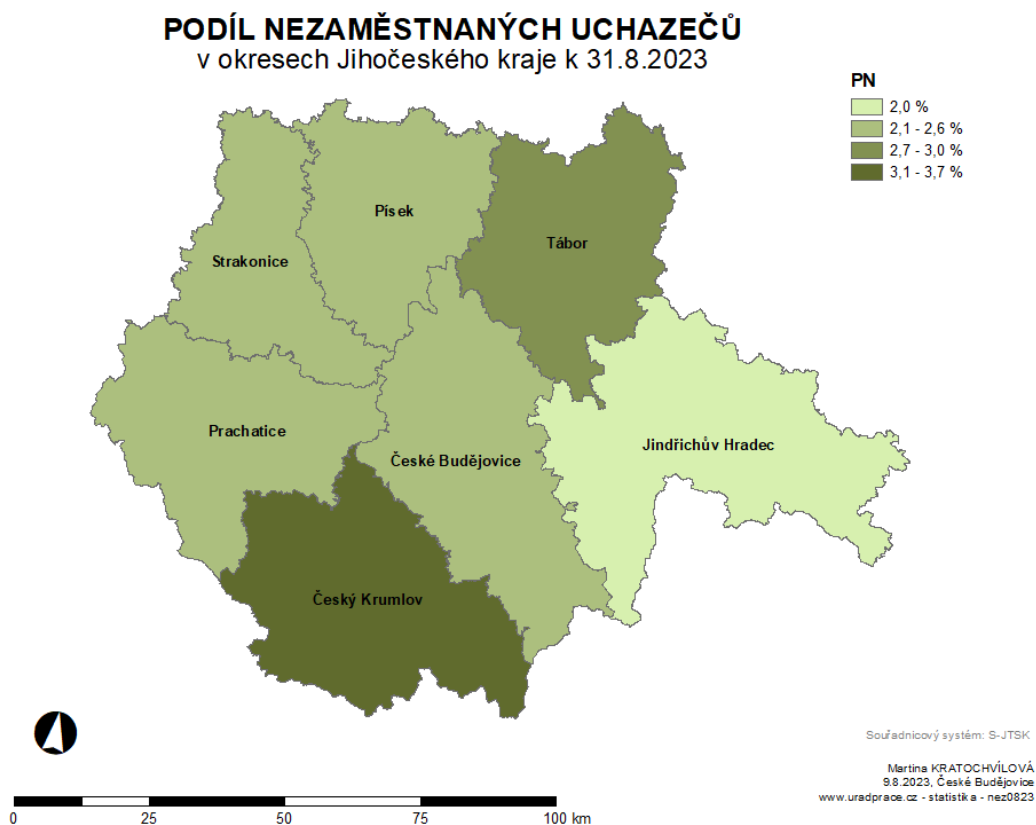 PODÍL NEZAMĚSTNANÝCH UCHAZEČŮ
v okresech Jihočeského kraje k 31.8.2023
PN
2,0 %
2,1 - 2,6 %
2,7 - 3,0 %
3,1 - 3,7 %
Písek
Tábor
Strakonice
Prachatice
Jindřichův Hradec
České Budějovice
Český Krumlov
Souřadnicový systém: S-JTSK
Martina KRATOCHVÍLOVÁ
9.8.2023, České Budějovice
www.uradprace.cz - statistika - nez0823
0 25 50 75 100 km